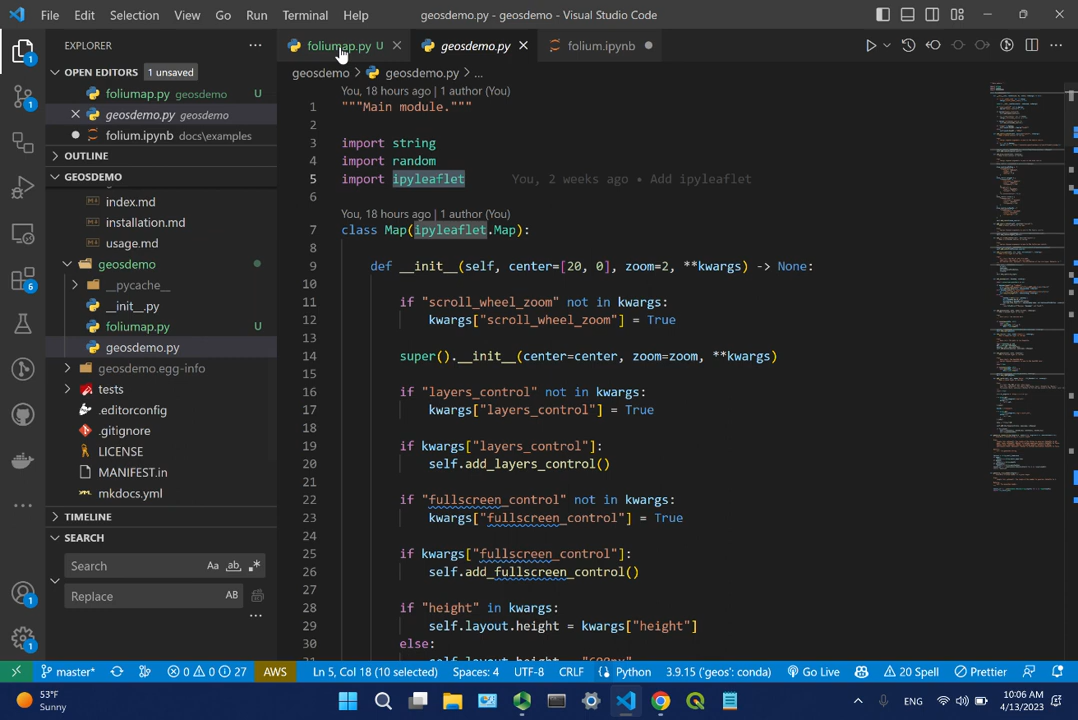 File Edit Selection View Go Run Terminal Help geosdemo.py - geosdemo - Visual Studio Code
EXPLORER
OPEN EDITORS 1 unsaved
foliumap.py geosdemo U
geosdemo.py geosdemo
folium.ipynb docs\examples
OUTLINE
GEOSDEMO
index.md
installation.md
usage.md
geosdemo
__pycache__
__init__.py
foliumap.py U
geosdemo.py
geosdemo.egg-info
tests
.editorconfig
.gitignore
LICENSE
MANIFEST.in
mkdocs.yml
TIMELINE
SEARCH
Search Aa ab
Replace AB
1
6
1
1
foliumap.py U geosdemo.py folium.ipynb
geosdemo > geosdemo.py > ...
You, 18 hours ago | 1 author (You)
1 """Main module."""
2
3 import string
4 import random
5 import ipyleaflet You, 2 weeks ago • Add ipyleaflet
6
You, 18 hours ago | 1 author (You)
7 class Map(ipyleaflet.Map):
8
9 def __init__(self, center=[20, 0], zoom=2, **kwargs) -> None:
10
11 if "scroll_wheel_zoom" not in kwargs:
12 kwargs["scroll_wheel_zoom"] = True
13
14 super().__init__(center=center, zoom=zoom, **kwargs)
15
16 if "layers_control" not in kwargs:
17 kwargs["layers_control"] = True
18
19 if kwargs["layers_control"]:
20 self.add_layers_control()
21
22 if "fullscreen_control" not in kwargs:
23 kwargs["fullscreen_control"] = True
24
25 if kwargs["fullscreen_control"]:
26 self.add_fullscreen_control()
27
28 if "height" in kwargs:
29 self.layout.height = kwargs["height"]
30 else:
master* 0 0 27 AWS Ln 5, Col 18 (10 selected) Spaces: 4 UTF-8 CRLF Python 3.9.15 ('geos': conda) Go Live 20 Spell Prettier
53°F
Sunny
ENG
10:06 AM
4/13/2023